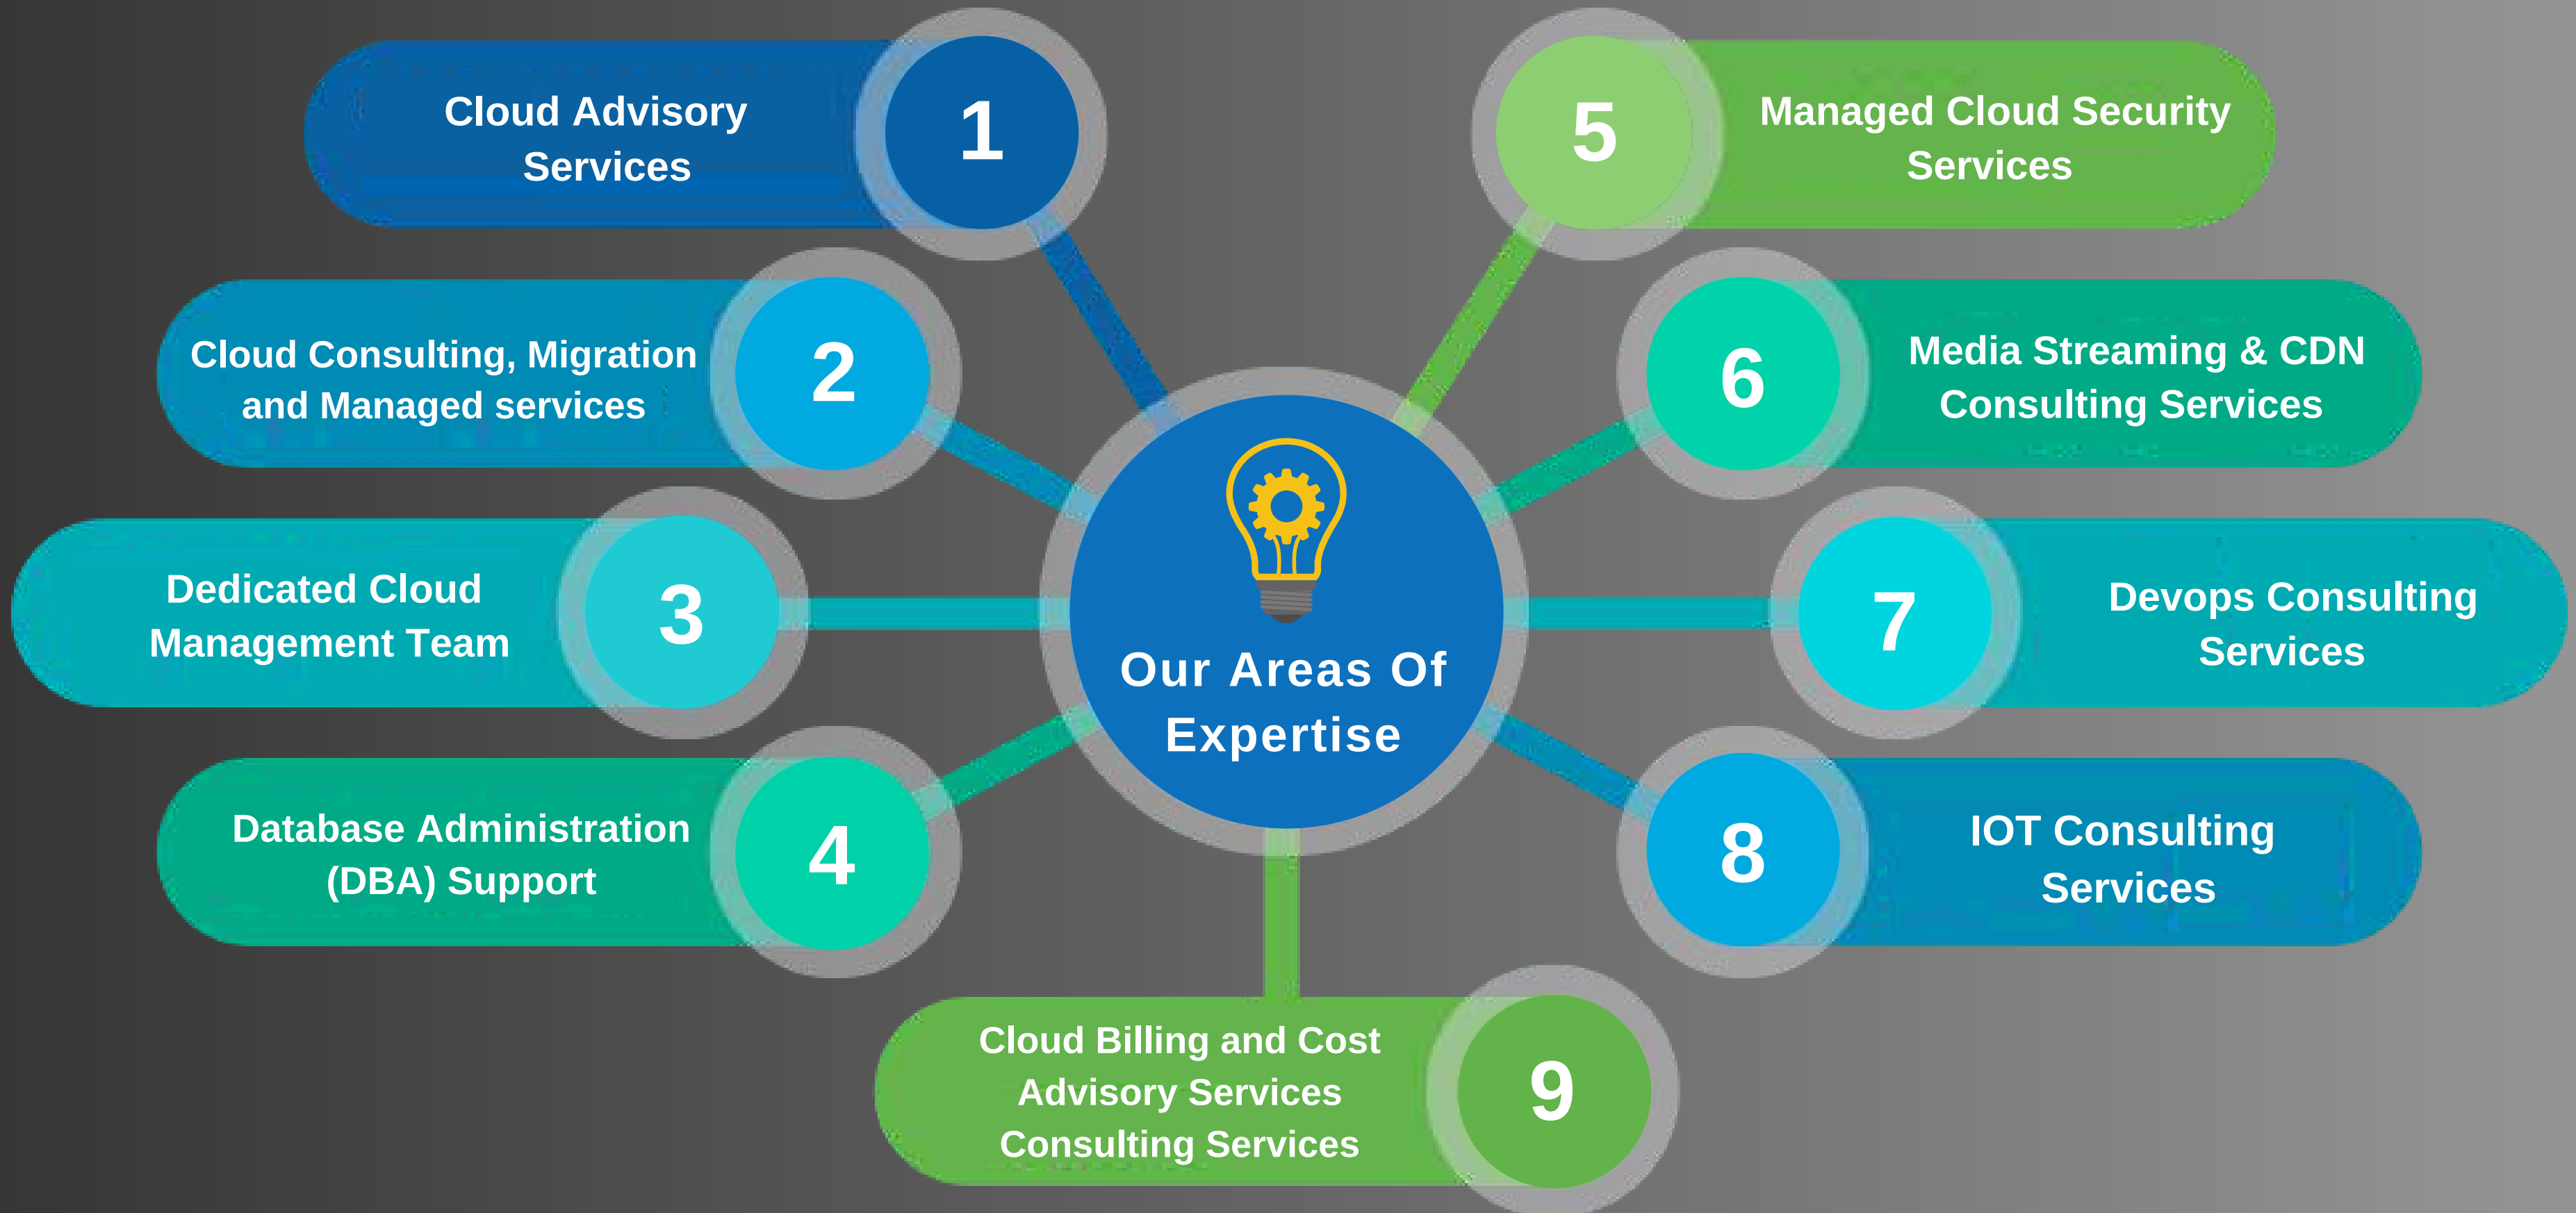 Cloud Advisory
Services
1
Cloud Consulting, Migration
and Managed services
2
Dedicated Cloud
Management Team
3
Database Administration
(DBA) Support
4
Our Areas Of
Expertise
5
Managed Cloud Security
Services
6
Media Streaming & CDN
Consulting Services
7
Devops Consulting
Services
8
IOT Consulting
Services
Cloud Billing and Cost
Advisory Services
Consulting Services
9